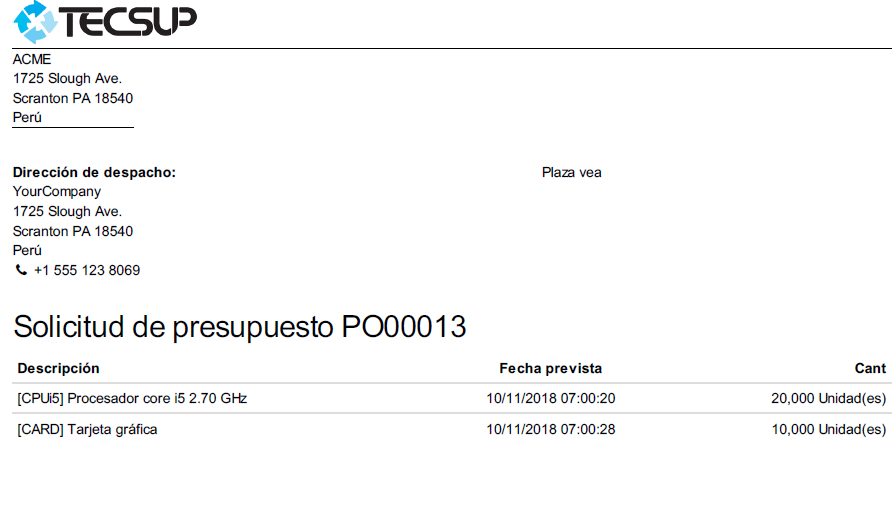 TECSUP
ACME
1725 Slough Ave.
Scranton PA 18540
Perú
Dirección de despacho:
YourCompany
1725 Slough Ave.
Scranton PA 18540
Perú
+1 555 123 8069
Plaza vea
Solicitud de presupuesto PO00013
Descripción Fecha prevista Cant
[CPUi5] Procesador core i5 2.70 GHz 10/11/2018 07:00:20 20,000 Unidad(es)
[CARD] Tarjeta gráfica 10/11/2018 07:00:28 10,000 Unidad(es)